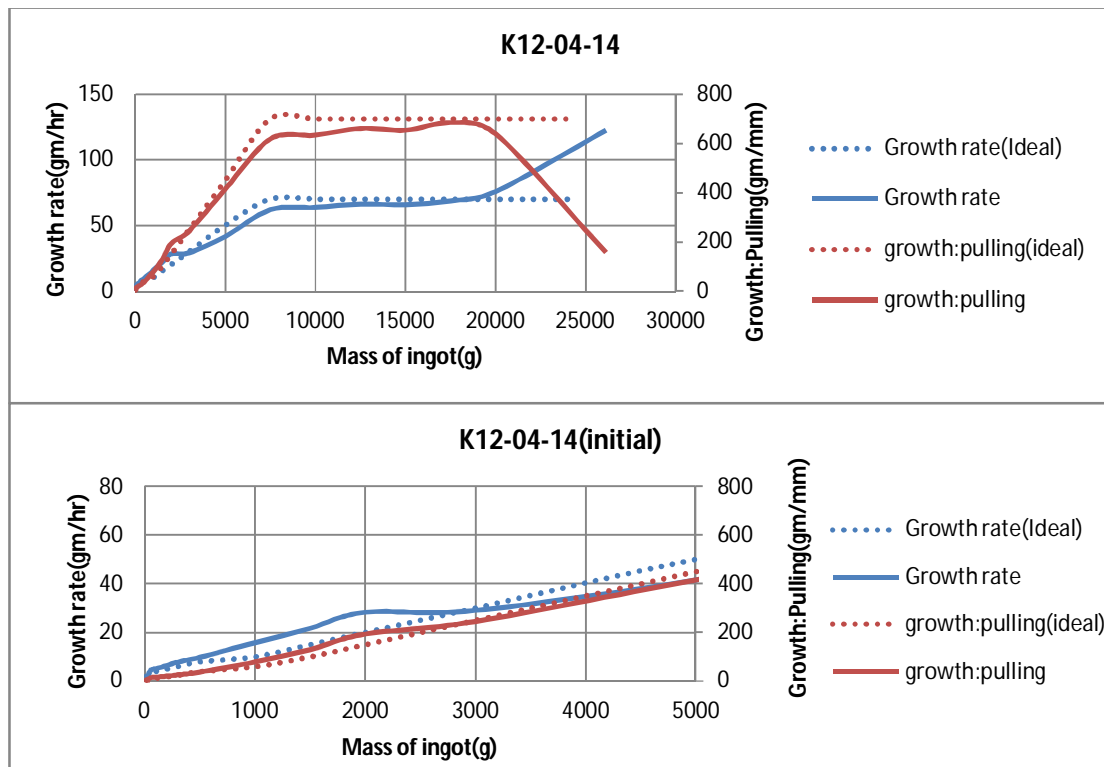 K12-04-14
Growth rate(gm/hr)
150
100
50
0
800
600
400
200
0
Growth:Pulling(gm/mm)
0 5000 10000 15000 20000 25000 30000
Mass of ingot(g)
Growth rate(Ideal)
Growth rate
growth:pulling(ideal)
growth:pulling
K12-04-14(initial)
Growth rate(gm/hr)
80
60
40
20
0
800
600
400
200
0
Growth:Pulling(gm/mm)
0 1000 2000 3000 4000 5000
Mass of ingot(g)
Growth rate(Ideal)
Growth rate
growth:pulling(ideal)
growth:pulling